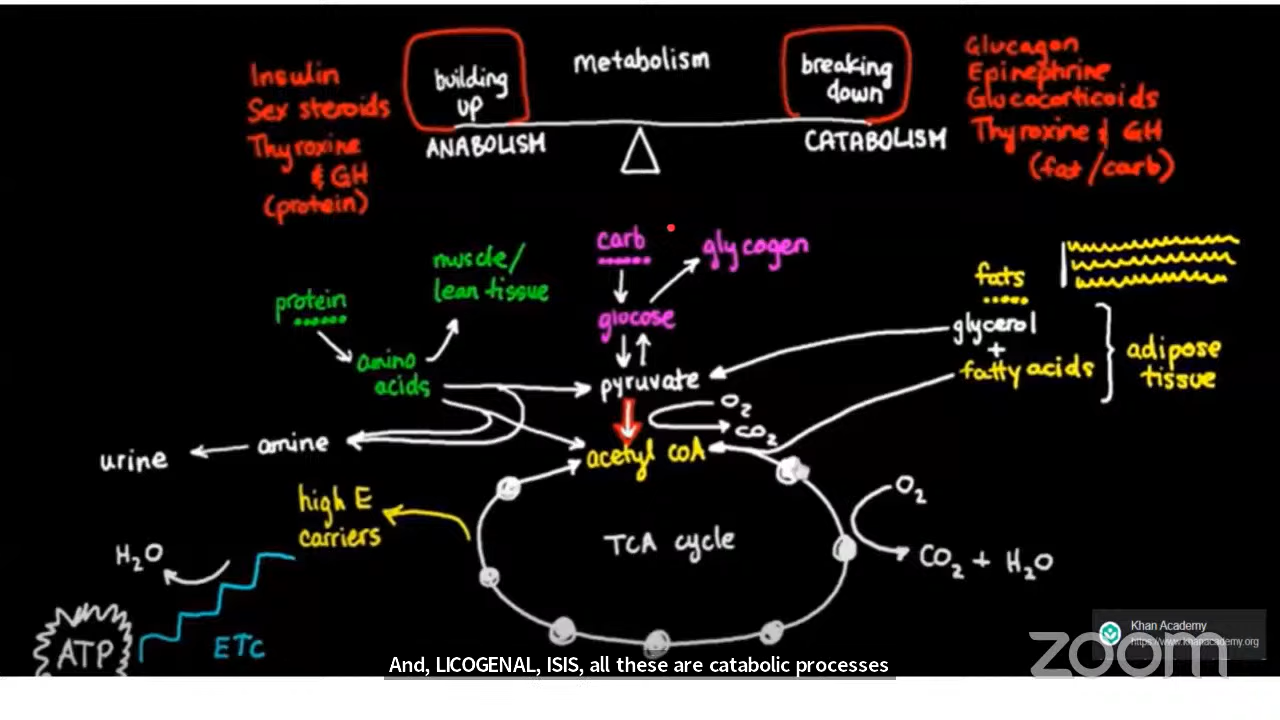 metabolism
Insulin
Sex steroids
Thyroxine
& GH
(protein)
building
up
ANABOLISM
breaking
down
CATABOLISM
Glucagon
Epinephrine
Glucocorticoids
Thyroxine & GH
(fat/carb)
protein
amino
acids
muscle/
lean tissue
carb
glycogen
glucose
pyruvate
O2
CO2
acetyl coA
fats
glycerol
+
fatty acids
adipose
tissue
amine
urine
high E
carriers
TCA cycle
O2
CO2 + H2O
H2O
ATP
ETC
Khan Academy
https://www.khanacademy.org
zoom
And, LICOGENAL, ISIS, all these are catabolic processes